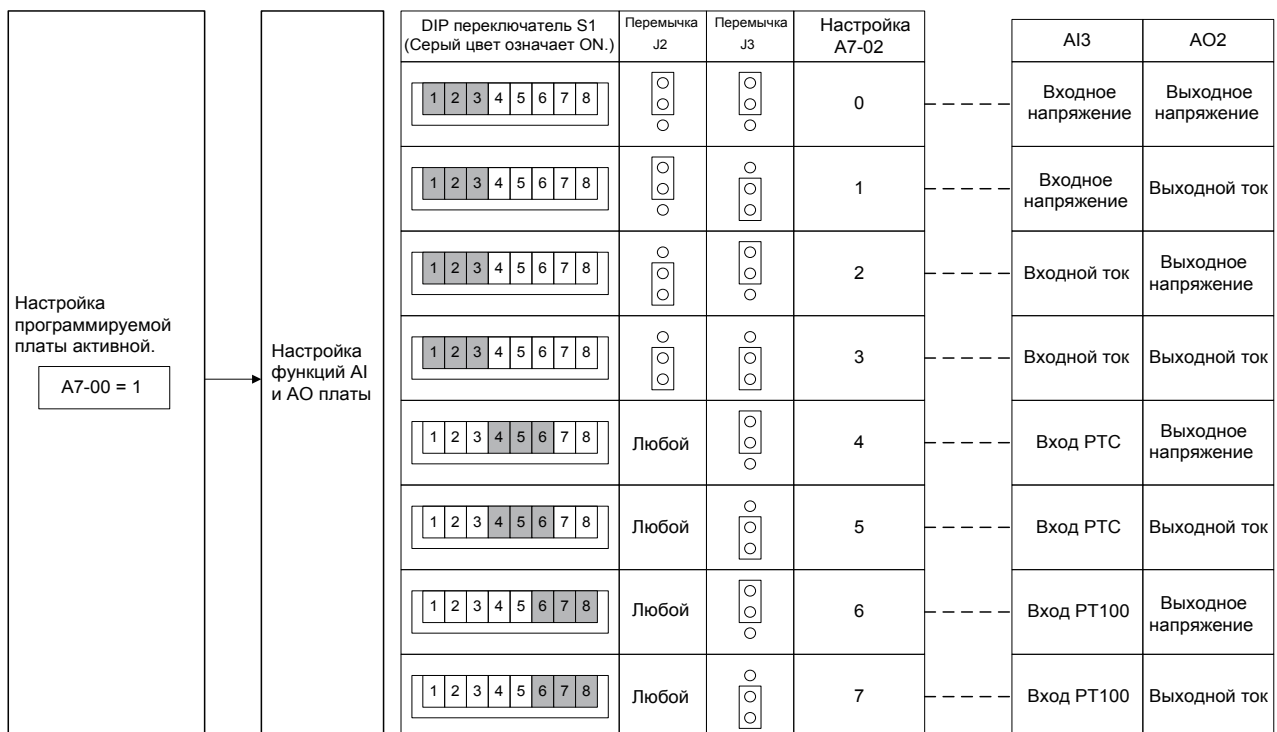 Настройка
программируемой
платы активной.
A7-00 = 1
Настройка
функций AI
и AO платы
DIP переключатель S1
(Серый цвет означает ON.)
Перемычка
J2
Перемычка
J3
Настройка
A7-02
AI3
AO2
1 2 3 4 5 6 7 8
0
Входное
напряжение
Выходное
напряжение
1 2 3 4 5 6 7 8
1
Входное
напряжение
Выходной ток
1 2 3 4 5 6 7 8
2
Входной ток
Выходное
напряжение
1 2 3 4 5 6 7 8
3
Входной ток
Выходной ток
1 2 3 4 5 6 7 8
Любой
4
Вход PTC
Выходное
напряжение
1 2 3 4 5 6 7 8
Любой
5
Вход PTC
Выходной ток
1 2 3 4 5 6 7 8
Любой
6
Вход PT100
Выходное
напряжение
1 2 3 4 5 6 7 8
Любой
7
Вход PT100
Выходной ток